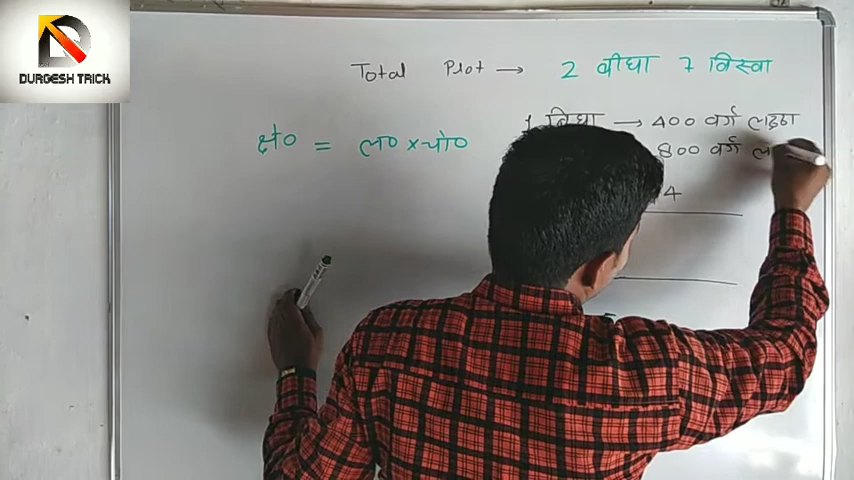 DURGESH TRICK
Total Plot → 2 बीघा 7 विस्वा
1 विघा → 400 वर्ग लट्ठा
क्षे० = ल० × चौ०
800 वर्ग
4